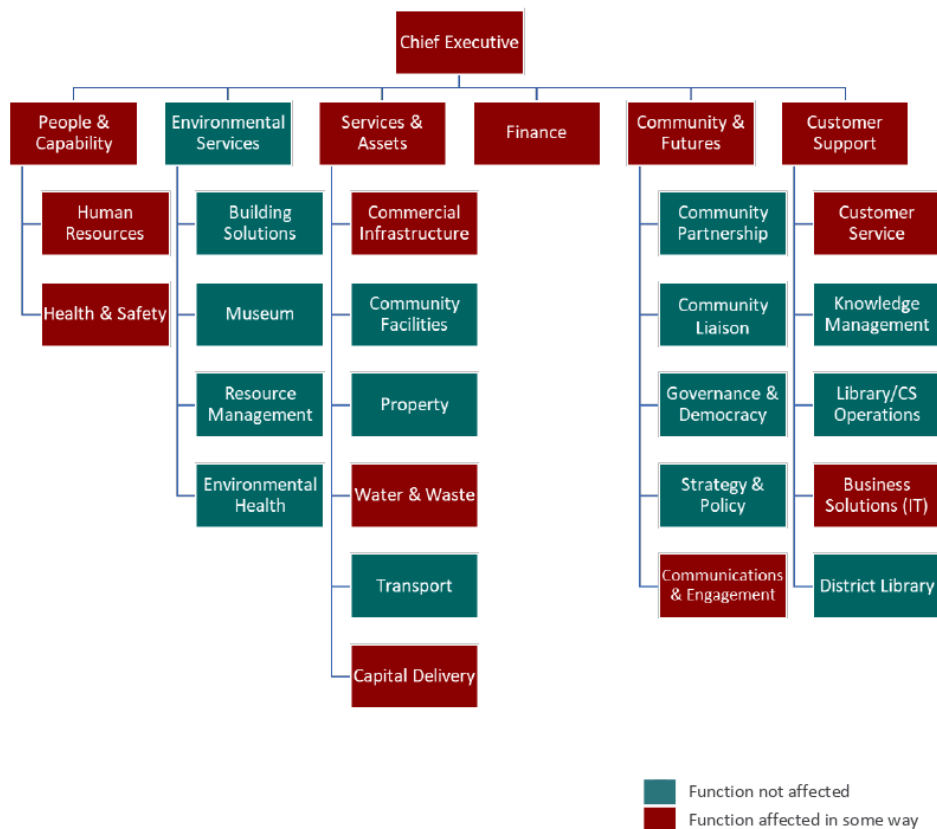 Chief Executive
People &
Capability
Environmental
Services
Services &
Assets
Finance
Community &
Futures
Customer
Support
Human
Resources
Health & Safety
Building
Solutions
Museum
Resource
Management
Environmental
Health
Commercial
Infrastructure
Community
Facilities
Property
Water & Waste
Transport
Capital Delivery
Community
Partnership
Community
Liaison
Governance &
Democracy
Strategy &
Policy
Communications
& Engagement
Customer
Service
Knowledge
Management
Library/CS
Operations
Business
Solutions (IT)
District Library
Function not affected
Function affected in some way